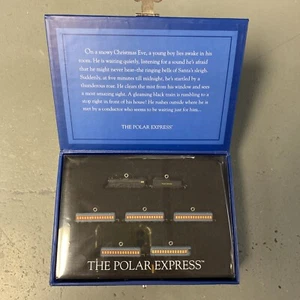 On a snowy Christmas Eve, a young boy lies awake in his
room. He is waiting quietly, listening for a sound he's afraid
that he might never hear–the ringing bells of Santa's sleigh.
Suddenly, at five minutes till midnight, he's startled by a
thunderous roar. He clears the mist from his window and sees
a most amazing sight. A gleaming black train is rumbling to a
stop right in front of his house! He rushes outside where he is
met by a conductor who seems to be waiting just for him...
THE POLAR EXPRESS™
THE POLAR EXPRESS™